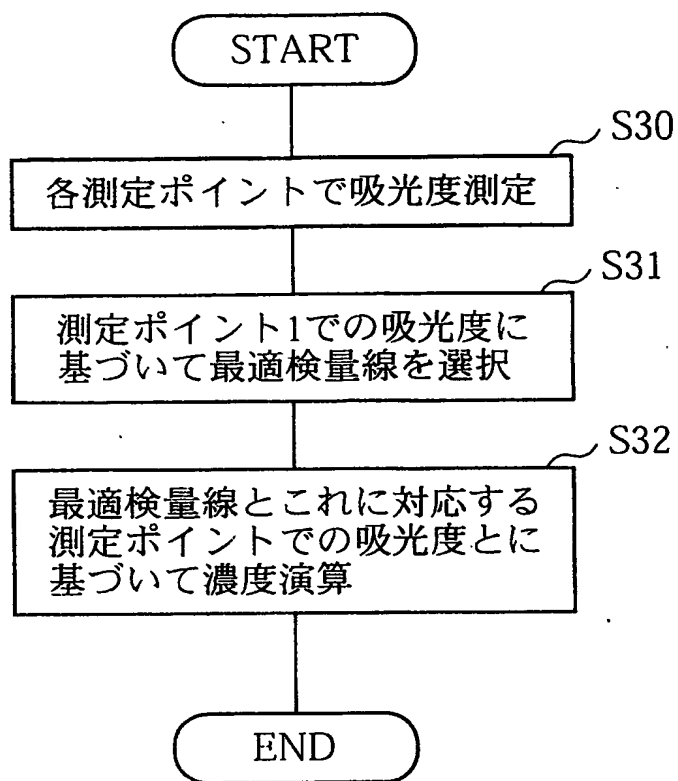 START
S30
各測定ポイントで吸光度測定
S31
測定ポイント1での吸光度に
基づいて最適検量線を選択
S32
最適検量線とこれに対応する
測定ポイントでの吸光度とに
基づいて濃度演算
END